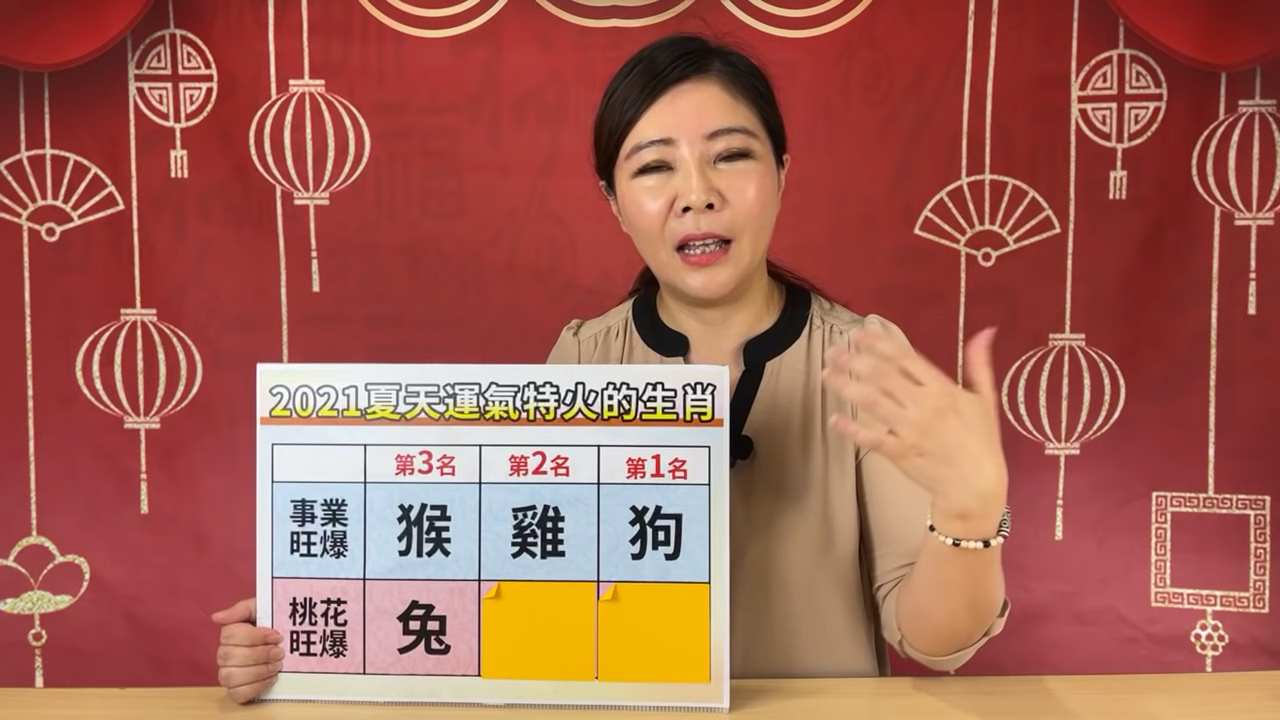 2021夏天運氣特火的生肖
第3名 第2名 第1名
事業
旺爆
猴 雞 狗
桃花
旺爆
兔